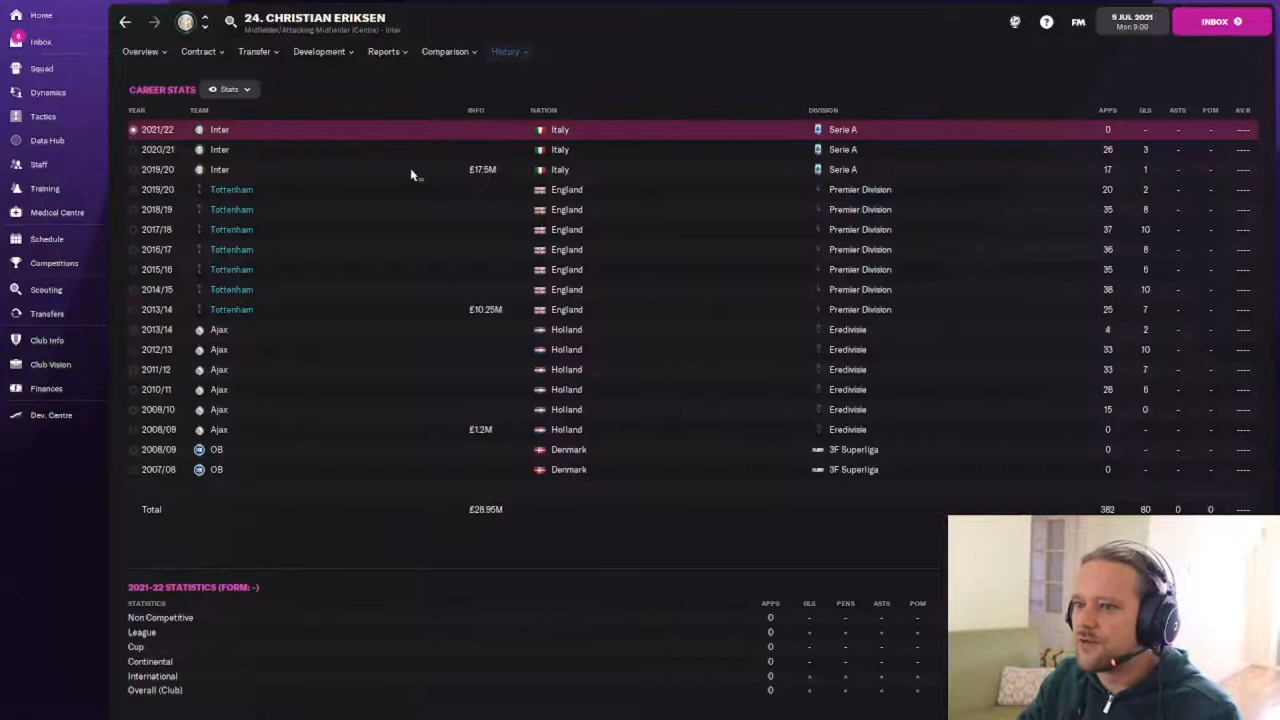 24. CHRISTIAN ERIKSEN
Midfielder/Attacking Midfielder (Centre) - Inter
FM
5 JUL 2021
Mon 9:00
INBOX
Home
6
Inbox
Squad
Dynamics
Tactics
Data Hub
Staff
Training
Medical Centre
Schedule
Competitions
Scouting
Transfers
Club Info
Club Vision
Finances
Dev. Centre
Overview Contract Transfer Development Reports Comparison History
CAREER STATS Stats
YEAR TEAM INFO NATION DIVISION APPS GLS ASTS POM AV R
2021/22 Inter Italy Serie A 0 - - - ----
2020/21 Inter Italy Serie A 26 3 - - ----
2019/20 Inter £17.5M Italy Serie A 17 1 - - ----
2019/20 Tottenham England Premier Division 20 2 - - ----
2018/19 Tottenham England Premier Division 35 8 - - ----
2017/18 Tottenham England Premier Division 37 10 - - ----
2016/17 Tottenham England Premier Division 36 8 - - ----
2015/16 Tottenham England Premier Division 35 6 - - ----
2014/15 Tottenham England Premier Division 38 10 - - ----
2013/14 Tottenham £10.25M England Premier Division 25 7 - - ----
2013/14 Ajax Holland Eredivisie 4 2 - - ----
2012/13 Ajax Holland Eredivisie 33 10 - - ----
2011/12 Ajax Holland Eredivisie 33 7 - - ----
2010/11 Ajax Holland Eredivisie 28 6 - - ----
2009/10 Ajax Holland Eredivisie 15 0 - - ----
2008/09 Ajax £1.2M Holland Eredivisie 0 - - - ----
2008/09 OB Denmark 3F Superliga 0 - - - ----
2007/08 OB Denmark 3F Superliga 0 - - - ----
Total £28.95M 382 80 0 0 ----
2021-22 STATISTICS (FORM: -)
STATISTICS APPS GLS PENS ASTS POM
Non Competitive 0 - - - -
League 0 - - - -
Cup 0 - - - -
Continental 0 - - - -
International 0 - - - -
Overall (Club) 0 - - - -